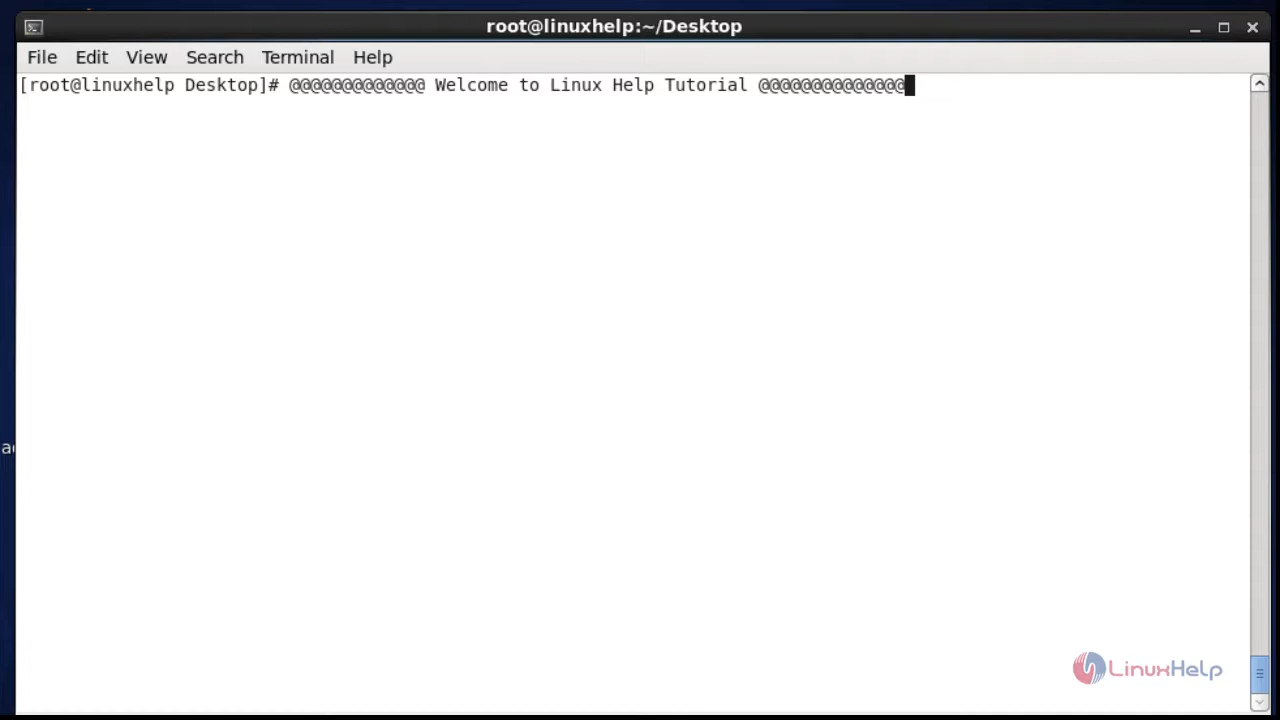 root@linuxhelp:~/Desktop
File Edit View Search Terminal Help
[root@linuxhelp Desktop]# @@@@@@@@@@@@@ Welcome to Linux Help Tutorial @@@@@@@@@@@@@@
LinuxHelp